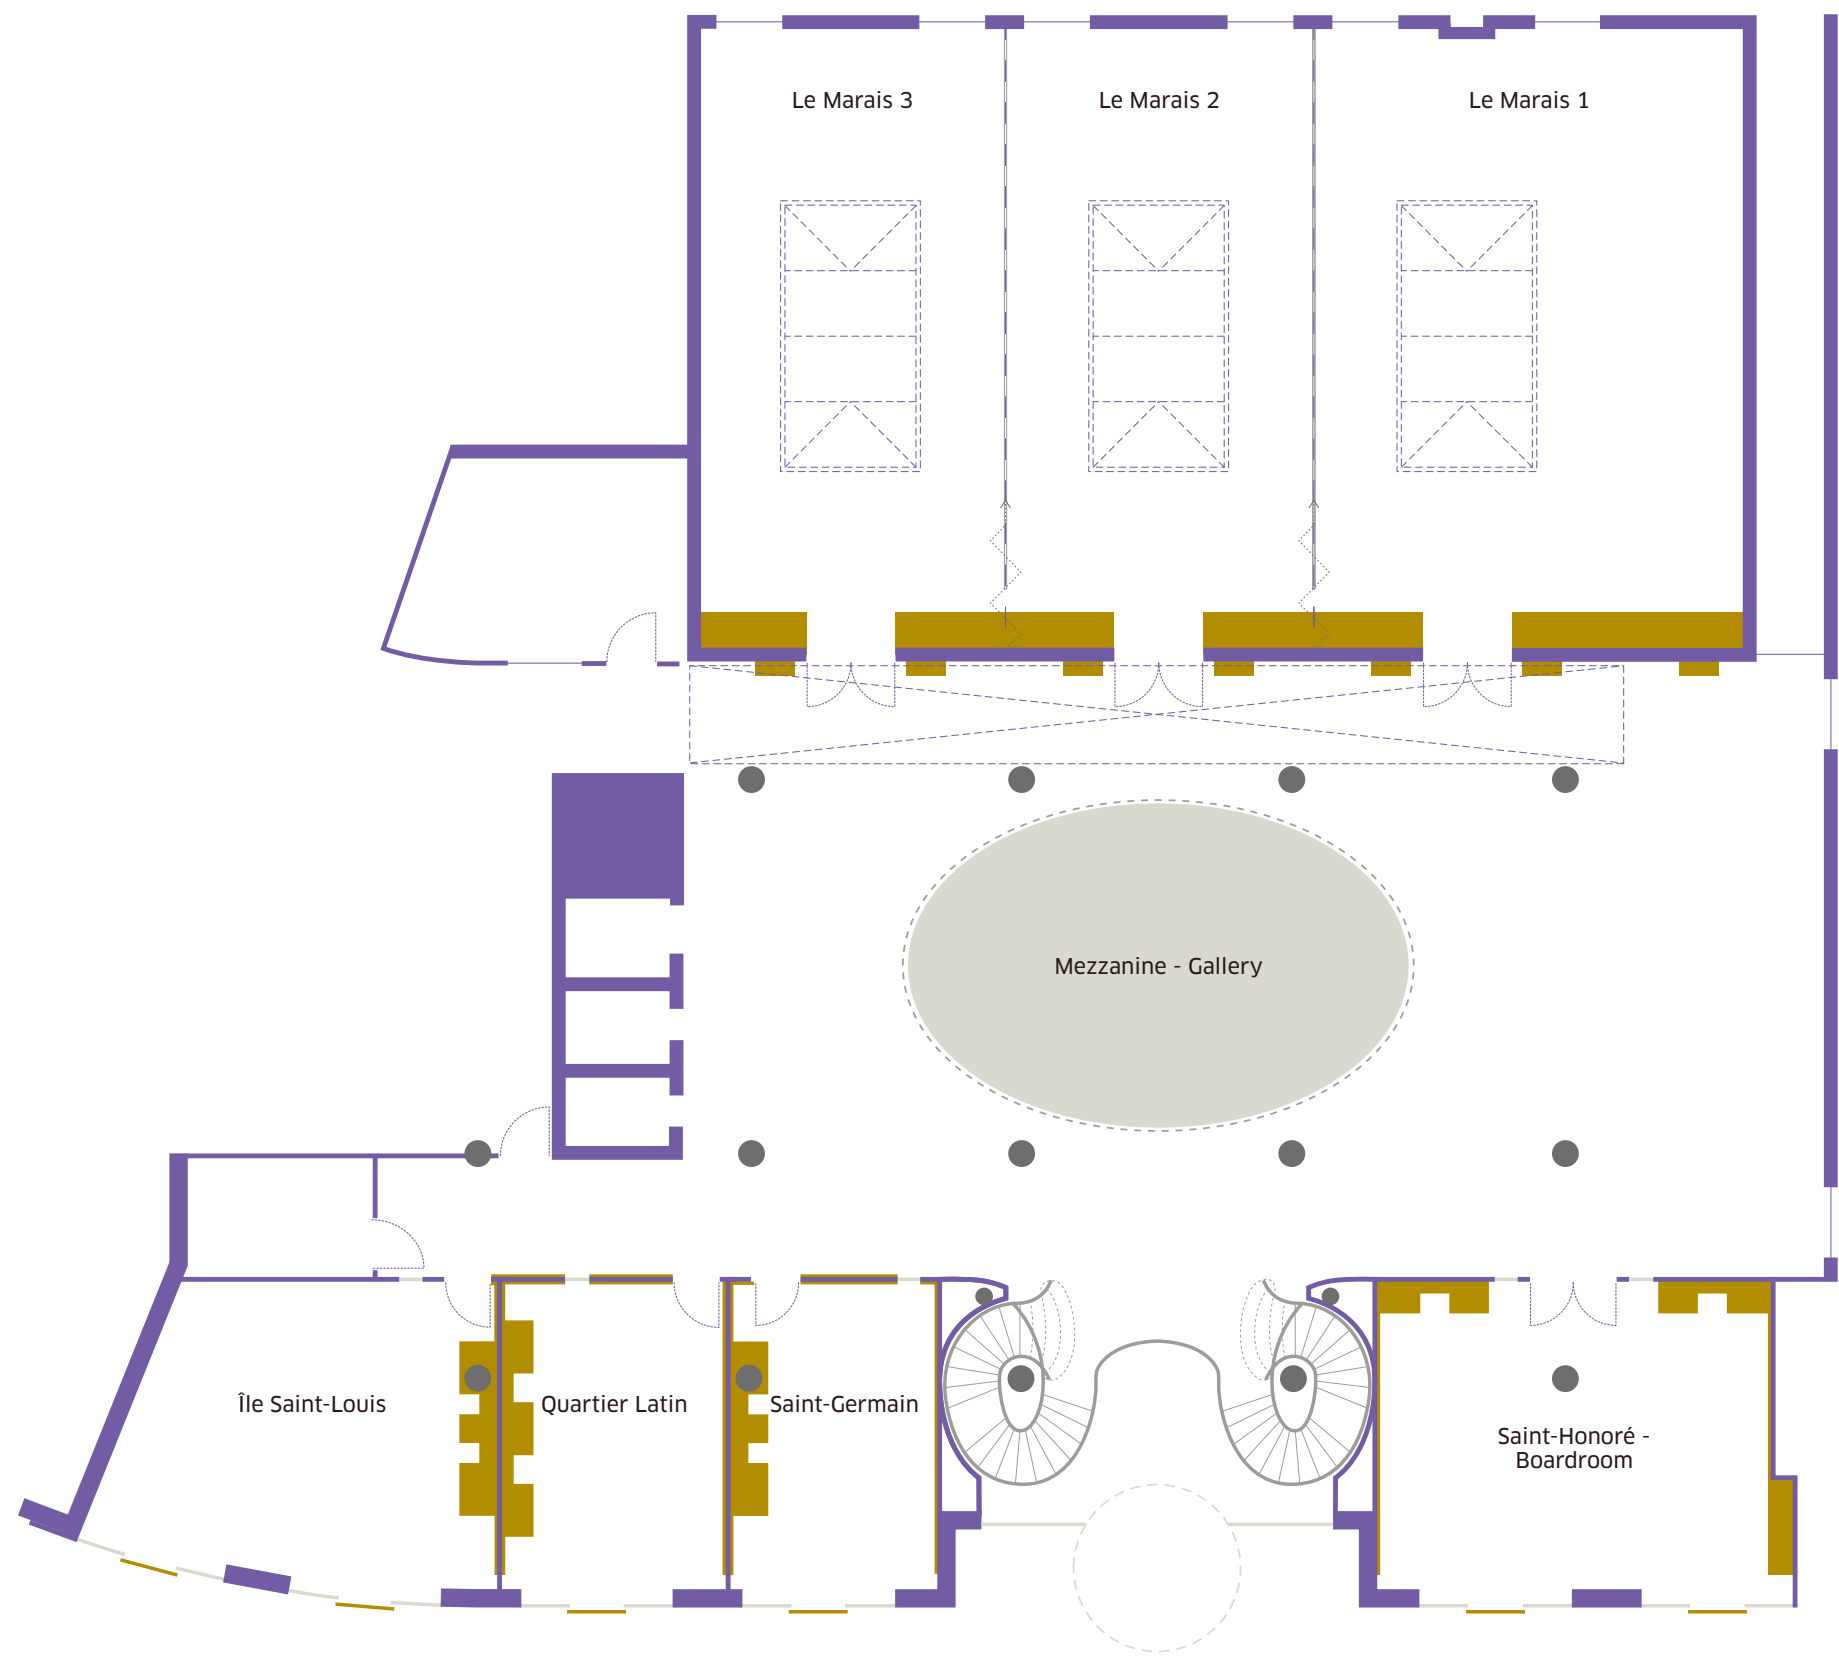 Le Marais 3
Le Marais 2
Le Marais 1
Mezzanine - Gallery
Île Saint-Louis
Quartier Latin
Saint-Germain
Saint-Honoré -
Boardroom